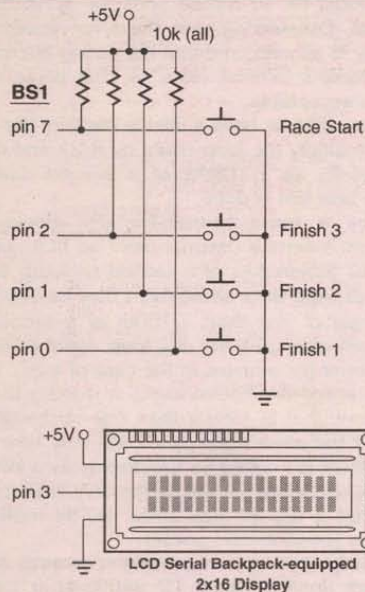 +5V
10k (all)
BS1
pin 7
Race Start
pin 2
Finish 3
pin 1
Finish 2
pin 0
Finish 1
+5V
pin 3
LCD Serial Backpack-equipped
2x16 Display